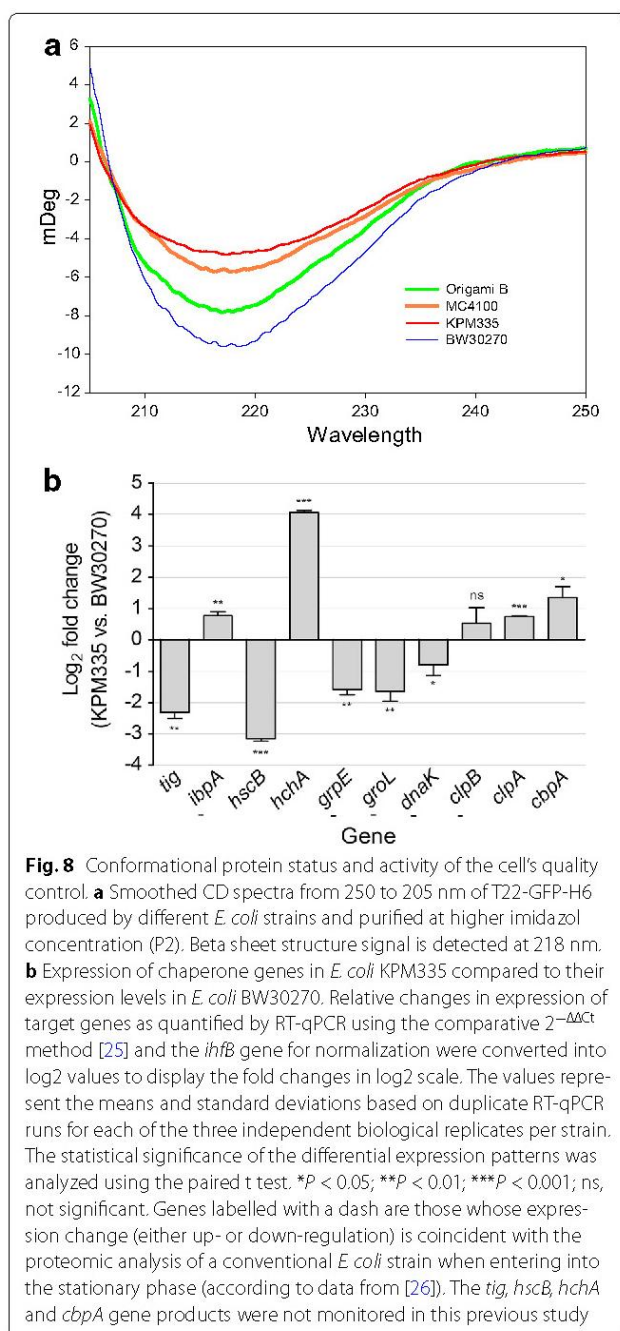 a
6
4
2
0
-2
-4
-6
-8
-10
-12
mDeg
Origami B
MC4100
KPM335
BW30270
210 220 230 240 250
Wavelength
b
5
4
3
2
1
0
-1
-2
-3
-4
Log₂ fold change
(KPM335 vs. BW30270)
** ** *** *** ** ** * ns *** *
tig ibpA hscB hchA grpE groL dnaK clpB clpA cbpA
Gene
Fig. 8 Conformational protein status and activity of the cell's quality
control. a Smoothed CD spectra from 250 to 205 nm of T22-GFP-H6
produced by different E. coli strains and purified at higher imidazol
concentration (P2). Beta sheet structure signal is detected at 218 nm.
b Expression of chaperone genes in E. coli KPM335 compared to their
expression levels in E. coli BW30270. Relative changes in expression of
target genes as quantified by RT-qPCR using the comparative 2−ΔΔCt
method [25] and the ihfB gene for normalization were converted into
log2 values to display the fold changes in log2 scale. The values repre-
sent the means and standard deviations based on duplicate RT-qPCR
runs for each of the three independent biological replicates per strain.
The statistical significance of the differential expression patterns was
analyzed using the paired t test. *P < 0.05; **P < 0.01; ***P < 0.001; ns,
not significant. Genes labelled with a dash are those whose expres-
sion change (either up- or down-regulation) is coincident with the
proteomic analysis of a conventional E. coli strain when entering into
the stationary phase (according to data from [26]). The tig, hscB, hchA
and cbpA gene products were not monitored in this previous study